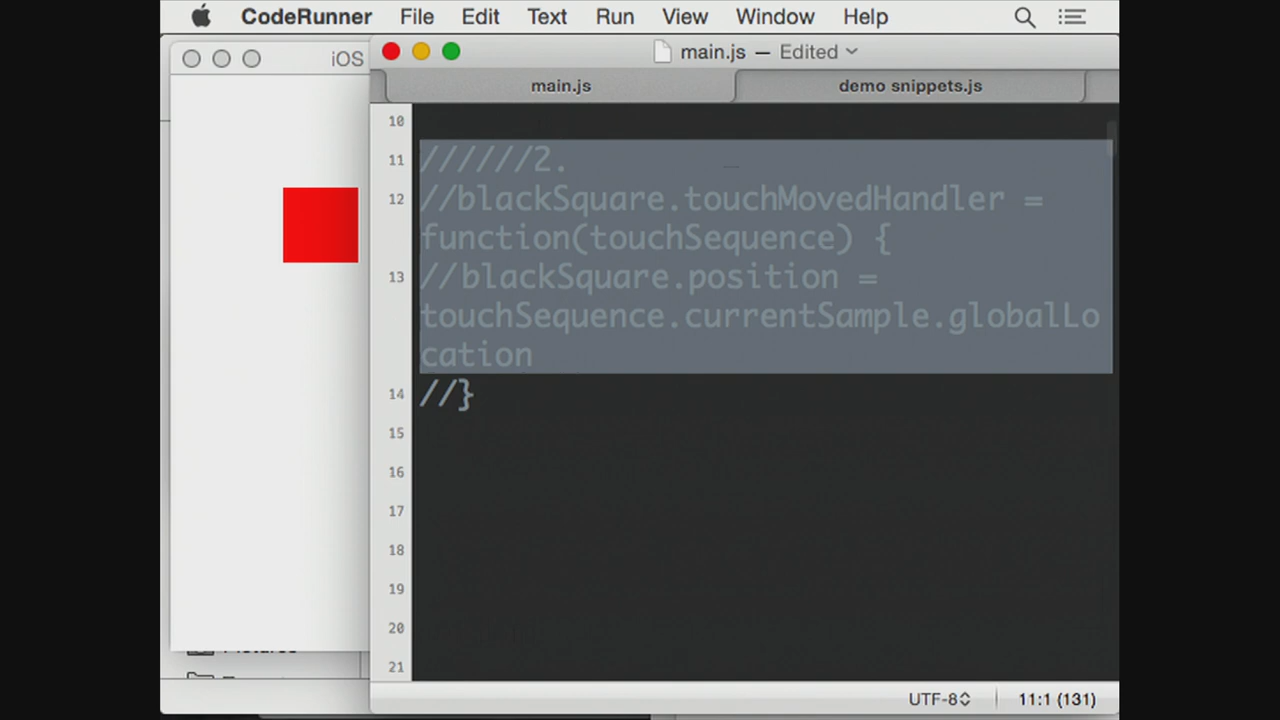 CodeRunner File Edit Text Run View Window Help
iOS
main.js — Edited
main.js
demo snippets.js
10
11 //////2.
12 //blackSquare.touchMovedHandler =
function(touchSequence) {
13 //blackSquare.position =
touchSequence.currentSample.globalLo
cation
14 //}
15
16
17
18
19
20
21
UTF-8
11:1 (131)